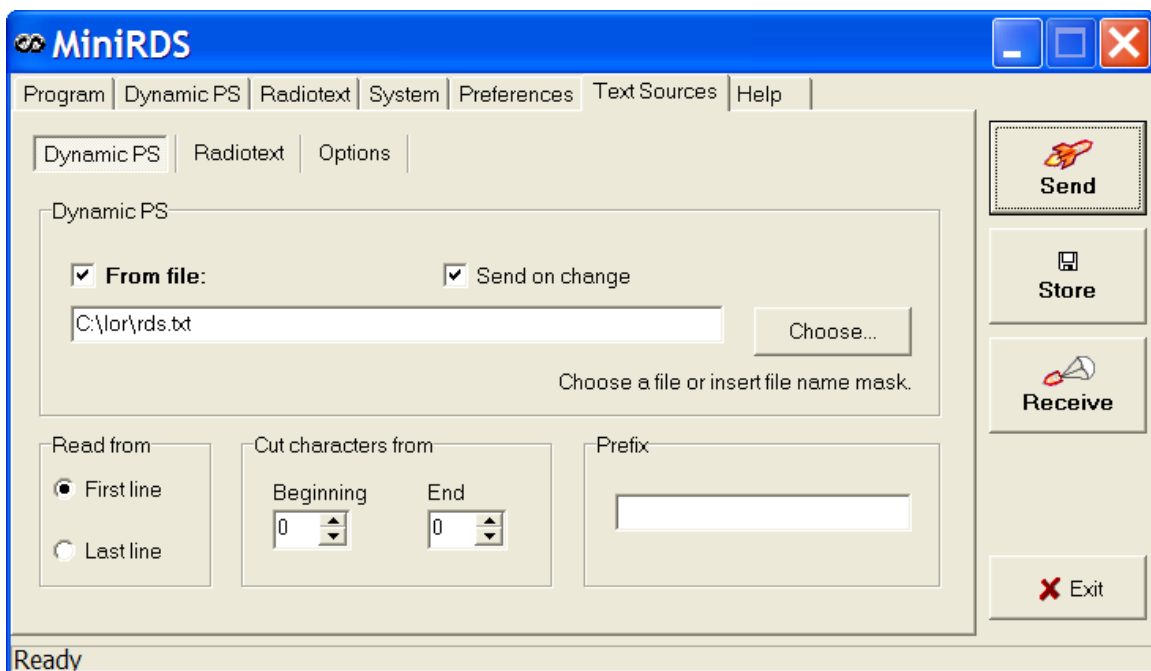 MiniRDS
Program Dynamic PS Radiotext System Preferences Text Sources Help
Dynamic PS Radiotext Options
Dynamic PS
From file: Send on change
C:\lor\rds.txt
Choose...
Choose a file or insert file name mask.
Read from
First line
Last line
Cut characters from
Beginning End
0 0
Prefix
Send
Store
Receive
Exit
Ready